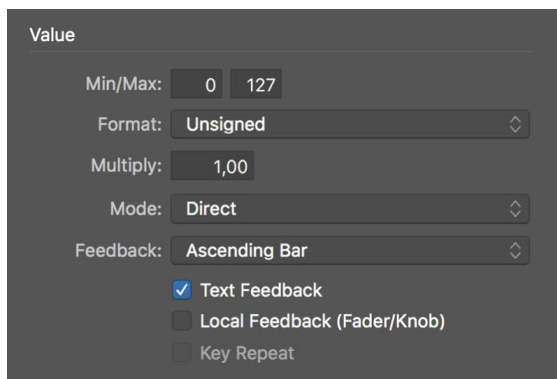 Value
Min/Max: 0 127
Format: Unsigned
Multiply: 1,00
Mode: Direct
Feedback: Ascending Bar
Text Feedback
Local Feedback (Fader/Knob)
Key Repeat